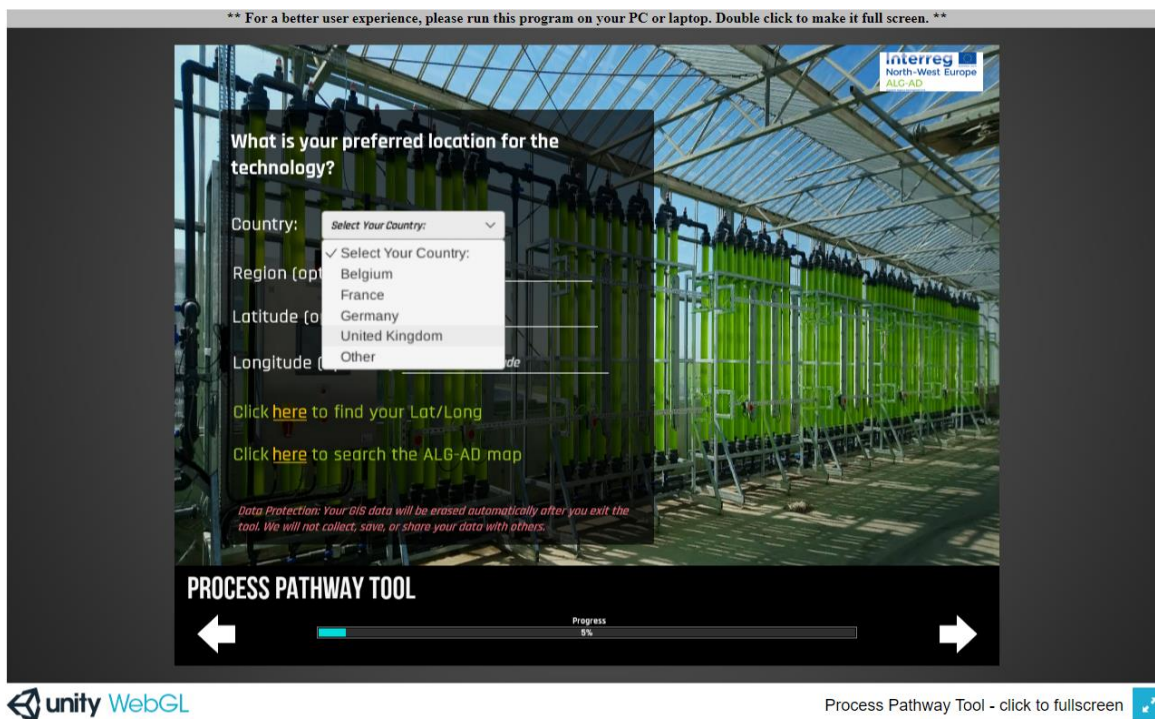 ** For a better user experience, please run this program on your PC or laptop. Double click to make it full screen. **
Interreg
North-West Europe
ALG-AD
What is your preferred location for the
technology?
Country:
Select Your Country:
✓ Select Your Country:
Belgium
France
Germany
United Kingdom
Other
Region (opt
Latitude (o
Longitude (
Click here to find your Lat/Long
Click here to search the ALG-AD map
Data Protection: Your GIS data will be erased automatically after you exit the
tool. We will not collect, save, or share your data with others.
PROCESS PATHWAY TOOL
Progress
5%
unity WebGL
Process Pathway Tool - click to fullscreen